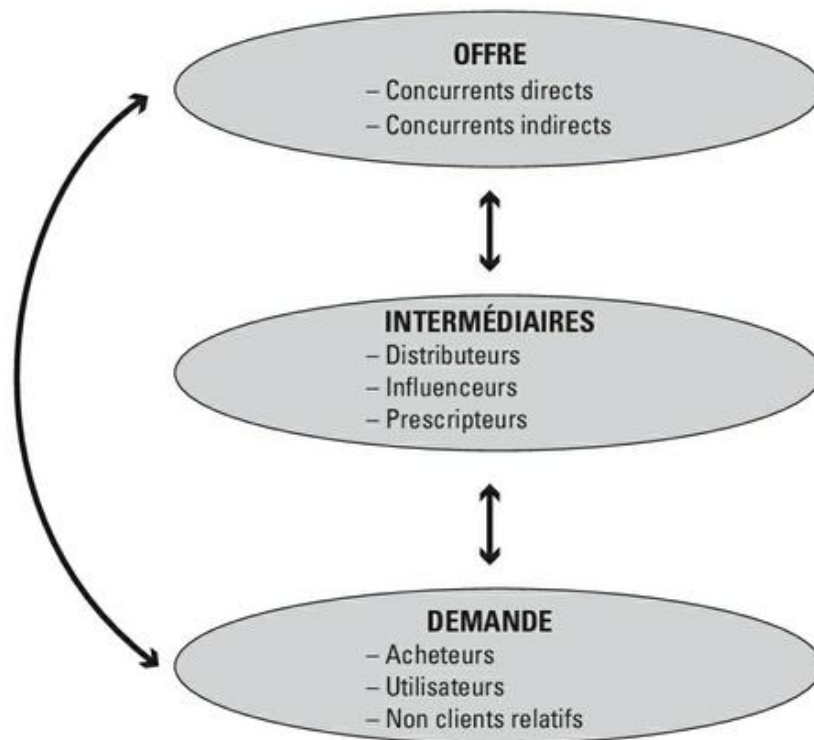 OFFRE
– Concurrents directs
– Concurrents indirects
INTERMÉDIAIRES
– Distributeurs
– Influenceurs
– Prescripteurs
DEMANDE
– Acheteurs
– Utilisateurs
– Non clients relatifs